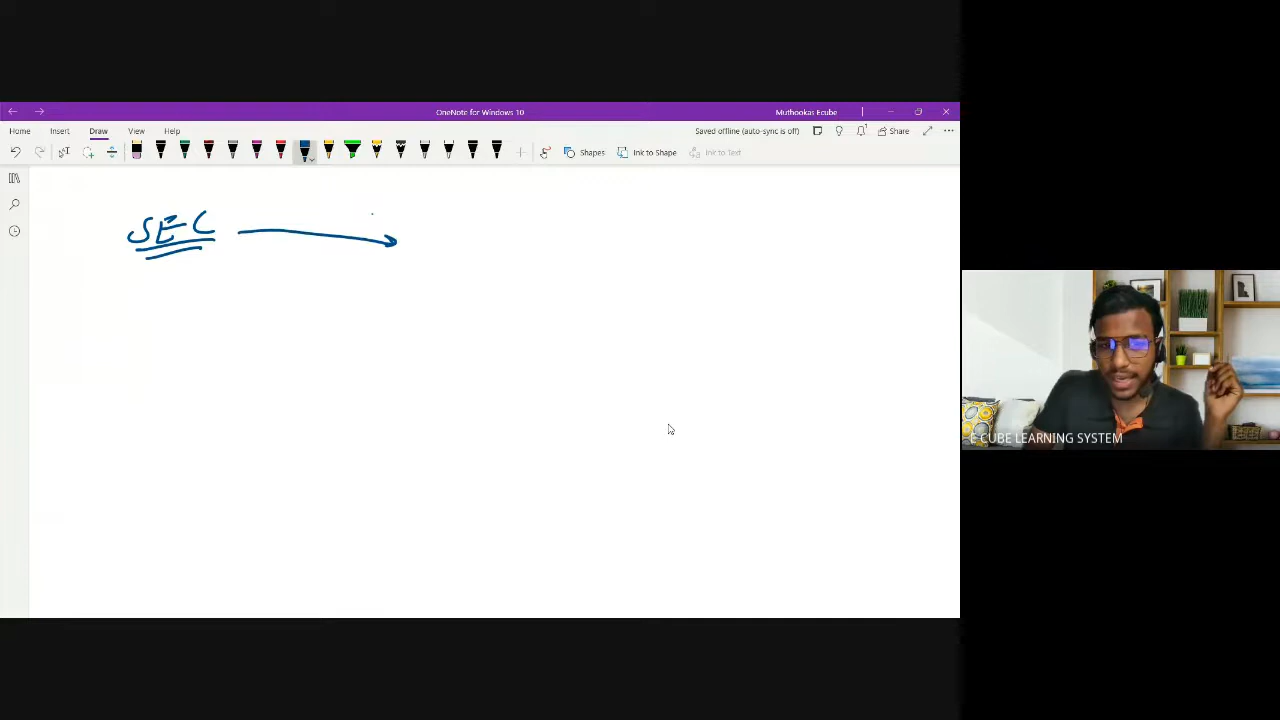 OneNote for Windows 10
Muthookas Ecube
Home Insert Draw View Help
Saved offline (auto-sync is off)
Share
Shapes
Ink to Shape
Ink to Text
SEC
E CUBE LEARNING SYSTEM